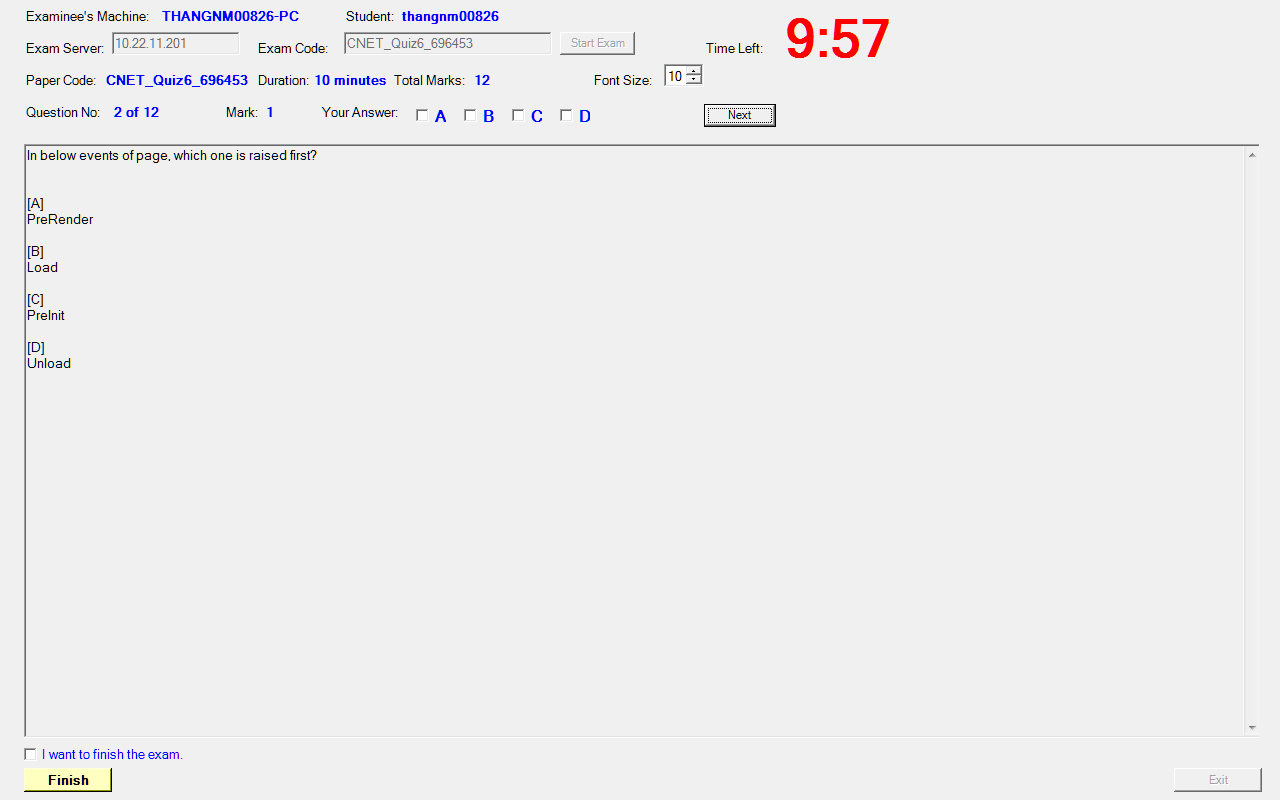 Examinee's Machine: THANGNM00826-PC Student: thangnm00826
Exam Server: 10.22.11.201 Exam Code: CNET_Quiz6_696453 Start Exam Time Left: 9:57
Paper Code: CNET_Quiz6_696453 Duration: 10 minutes Total Marks: 12 Font Size: 10
Question No: 2 of 12 Mark: 1 Your Answer: A B C D Next
In below events of page, which one is raised first?
[A]
PreRender
[B]
Load
[C]
PreInit
[D]
Unload
I want to finish the exam.
Finish Exit